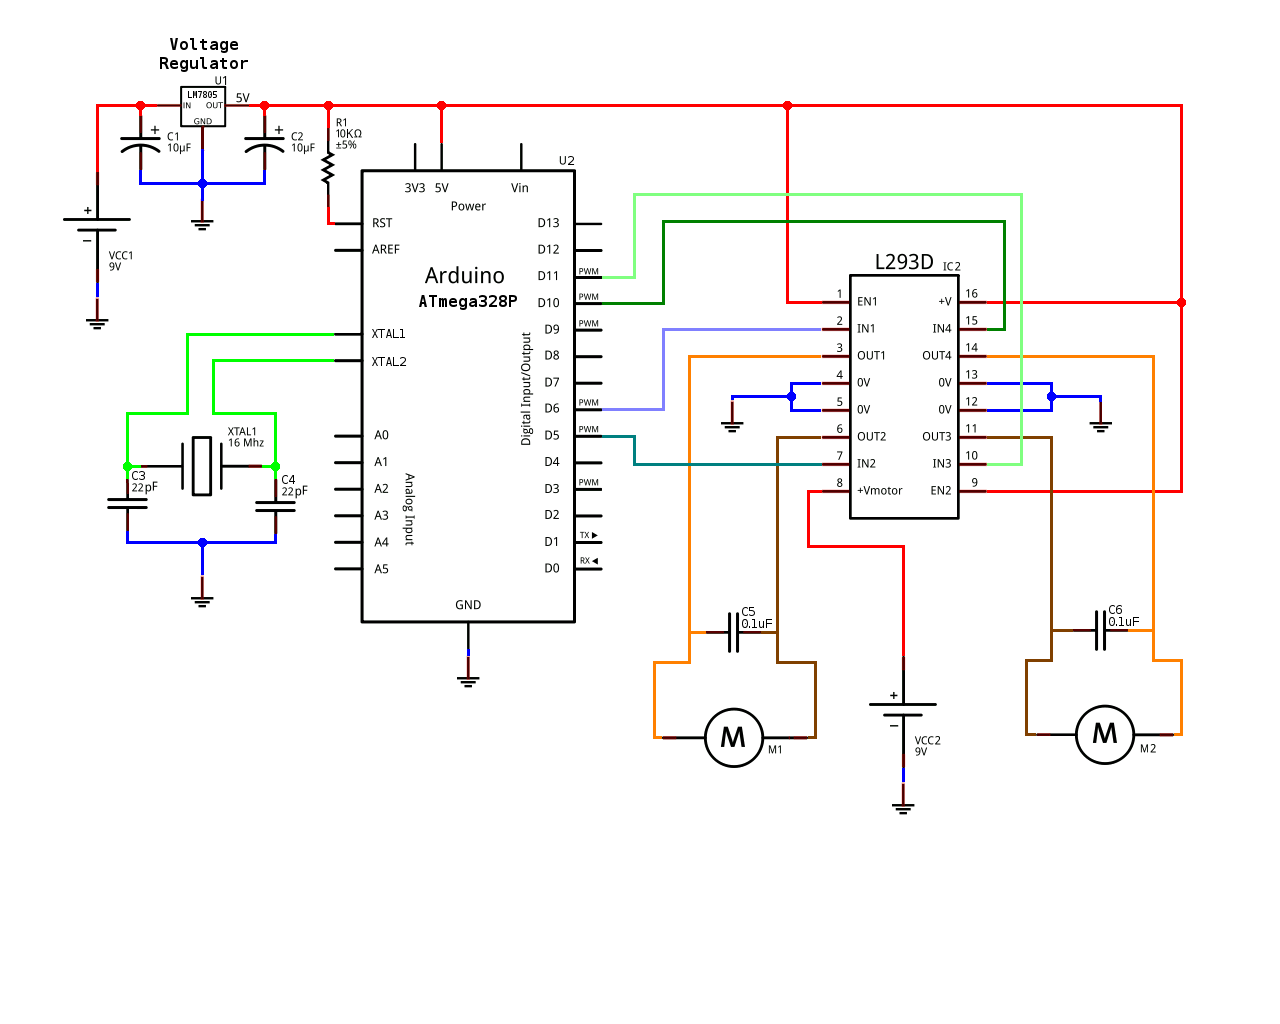 Voltage
Regulator
U1
LM7805
IN OUT
GND
5V
+
C1
10µF
+
C2
10µF
R1
10KΩ
±5%
+
−
VCC1
9V
U2
3V3 5V Vin
Power
RST
AREF
Arduino
ATmega328P
XTAL1
XTAL2
A0
A1
A2
A3
A4
A5
Analog Input
Digital Input/Output
GND
D13
D12
D11 PWM
D10 PWM
D9 PWM
D8
D7
D6 PWM
D5 PWM
D4
D3 PWM
D2
D1 TX ▶
D0 RX ◀
XTAL1
16 Mhz
C3
22pF
C4
22pF
L293D IC2
1 EN1 +V 16
2 IN1 IN4 15
3 OUT1 OUT4 14
4 0V 0V 13
5 0V 0V 12
6 OUT2 OUT3 11
7 IN2 IN3 10
8 +Vmotor EN2 9
C5
0.1uF
C6
0.1uF
M
M1
+
−
VCC2
9V
M
M2